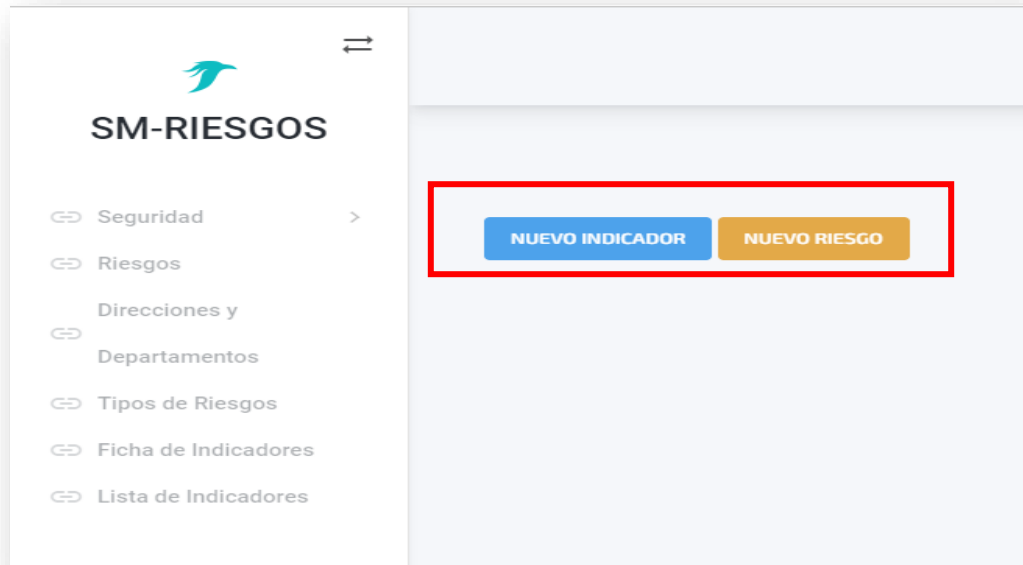 SM-RIESGOS
Seguridad
Riesgos
Direcciones y
Departamentos
Tipos de Riesgos
Ficha de Indicadores
Lista de Indicadores
NUEVO INDICADOR
NUEVO RIESGO